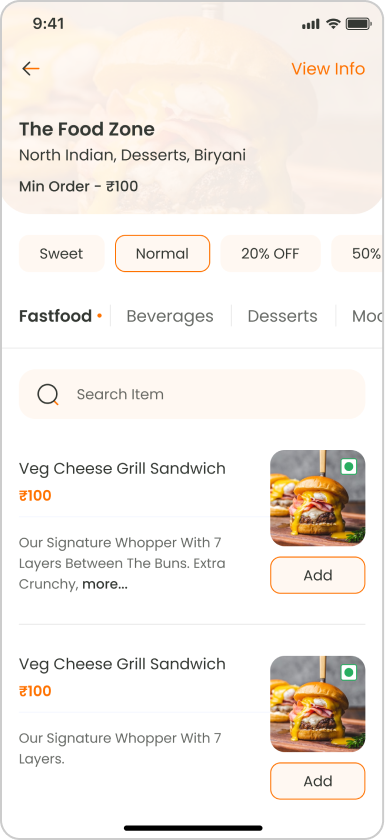 9:41
View Info
The Food Zone
North Indian, Desserts, Biryani
Min Order - ₹100
Sweet Normal 20% OFF 50%
Fastfood • Beverages Desserts
Search Item
Veg Cheese Grill Sandwich
₹100
Our Signature Whopper With 7
Layers Between The Buns. Extra
Crunchy, more...
Add
Veg Cheese Grill Sandwich
₹100
Our Signature Whopper With 7
Layers.
Add